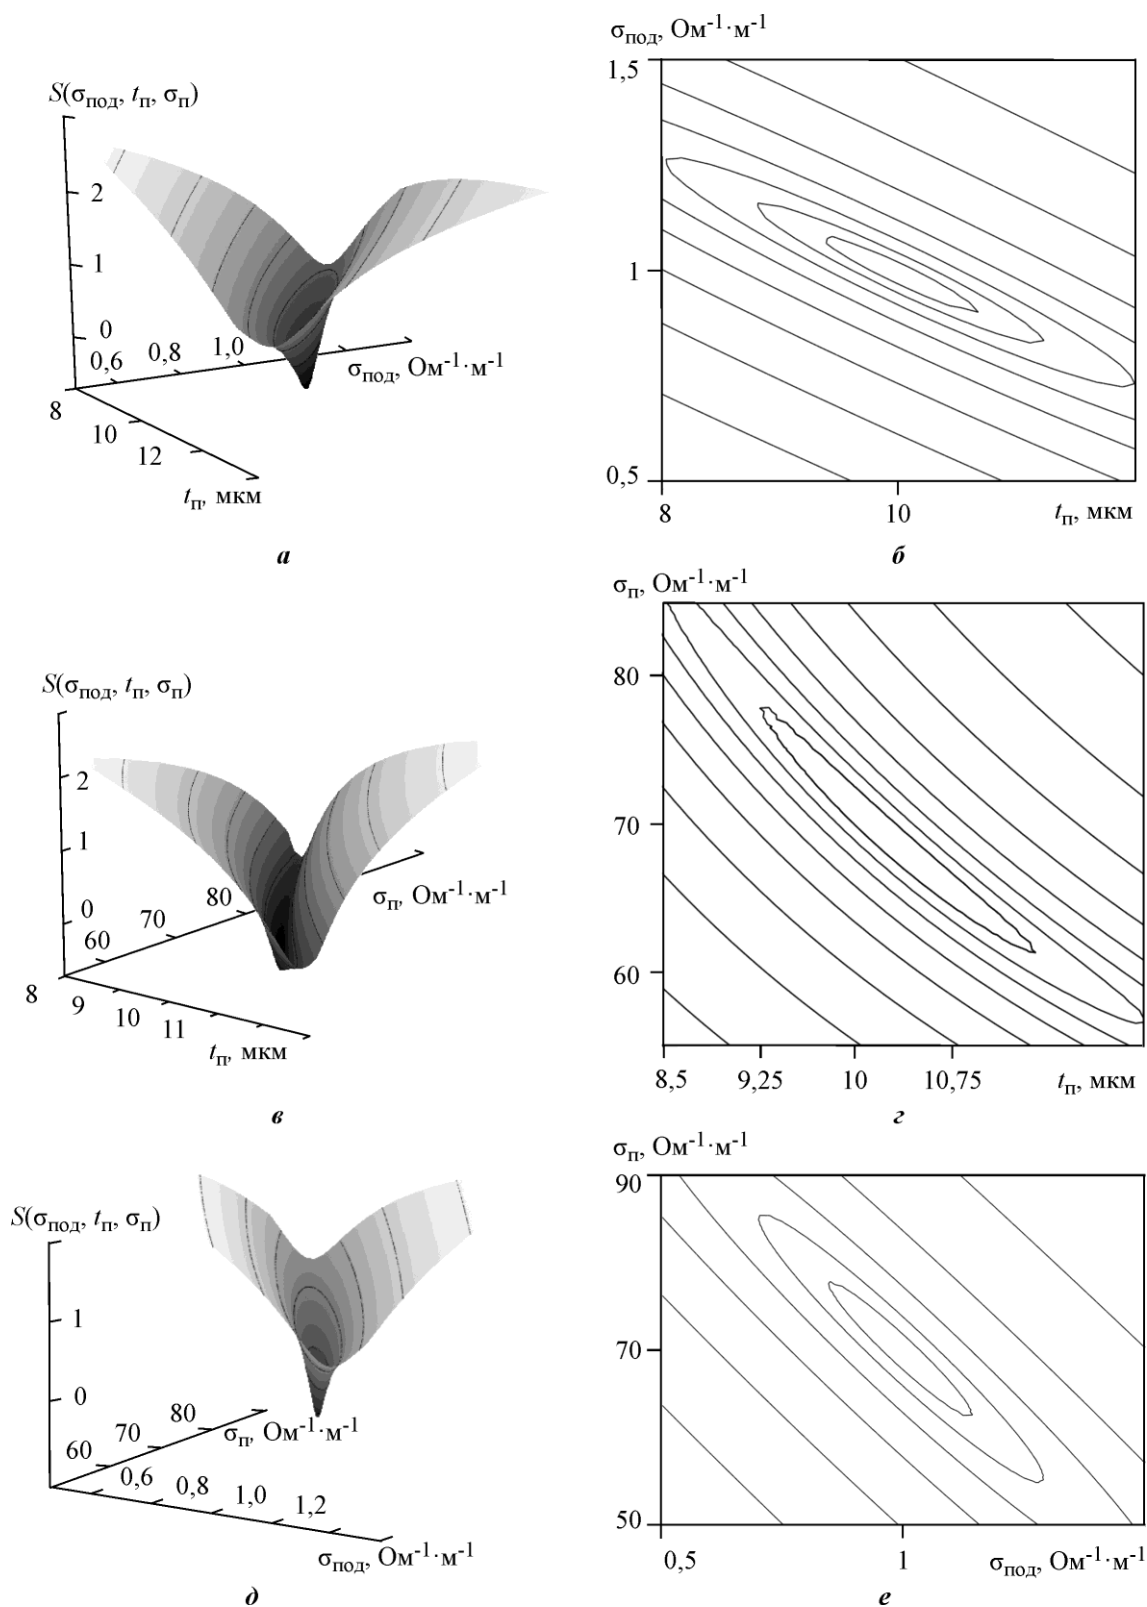 S(σпод, tп, σп)
2
1
0
0,6 0,8 1,0
σпод, Ом⁻¹·м⁻¹
8
10
12
tп, мкм
а
σпод, Ом⁻¹·м⁻¹
1,5
1
0,5
8 10 tп, мкм
б
S(σпод, tп, σп)
2
1
0
60 70 80
σп, Ом⁻¹·м⁻¹
8 9 10 11
tп, мкм
в
σп, Ом⁻¹·м⁻¹
80
70
60
8,5 9,25 10 10,75 tп, мкм
г
S(σпод, tп, σп)
1
0
60 70 80
σп, Ом⁻¹·м⁻¹
0,6 0,8 1,0 1,2
σпод, Ом⁻¹·м⁻¹
д
σп, Ом⁻¹·м⁻¹
90
70
50
0,5 1 σпод, Ом⁻¹·м⁻¹
е